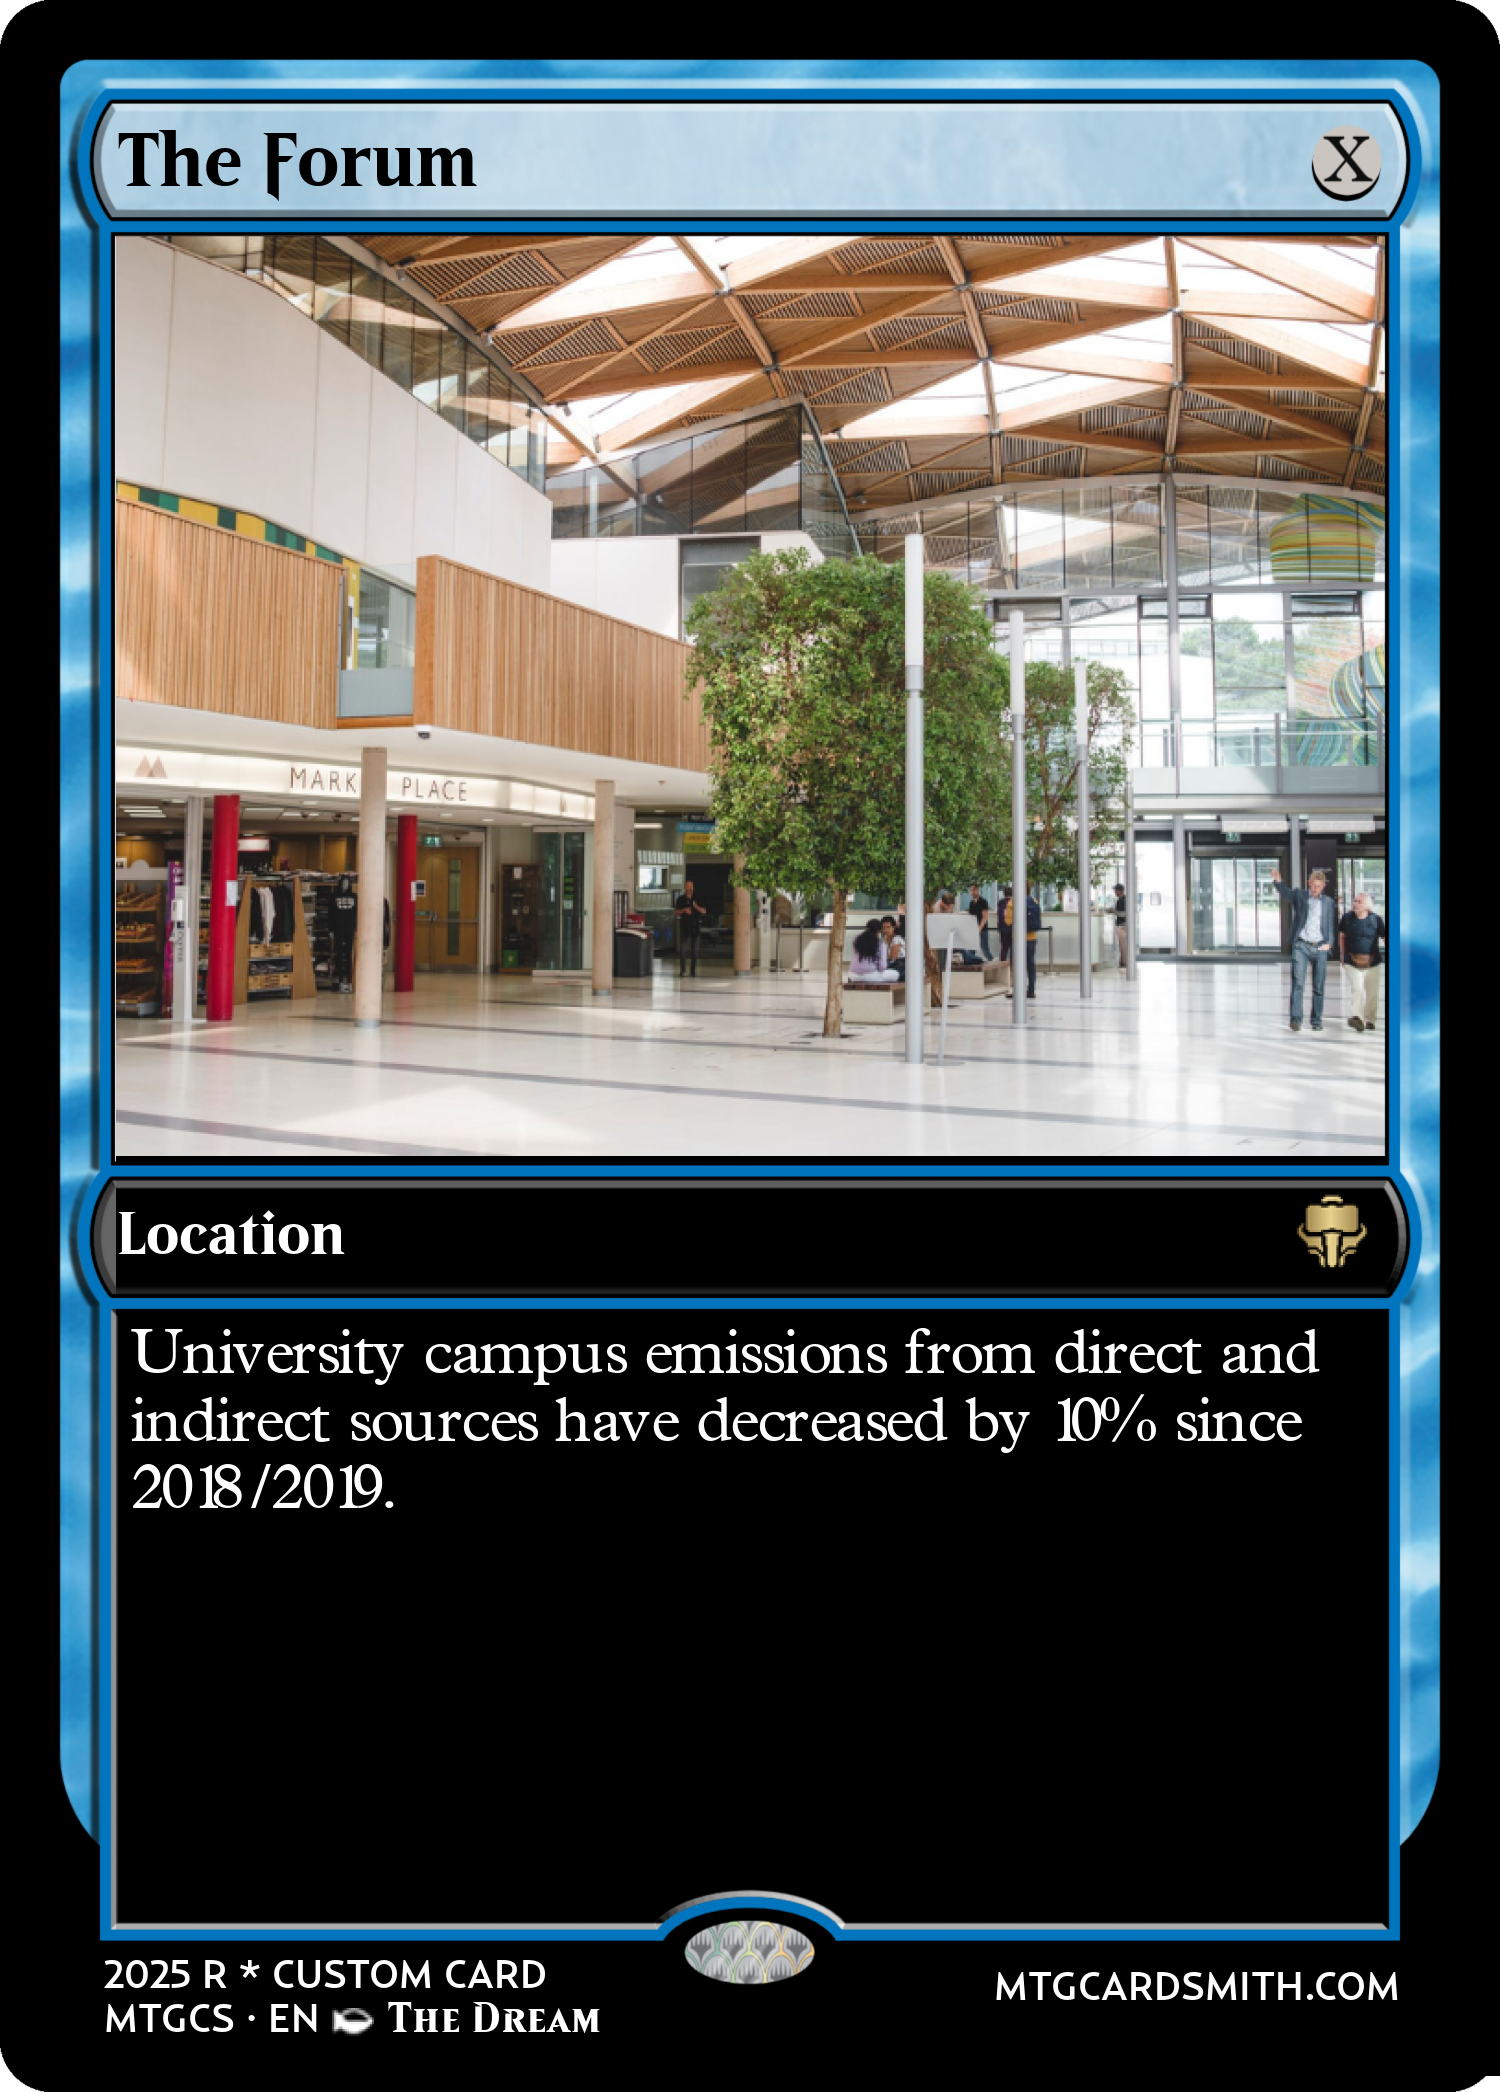 The Forum
X
MARK PLACE
Location
University campus emissions from direct and
indirect sources have decreased by 10% since
2018/2019.
2025 R * CUSTOM CARD
MTGCS · EN THE DREAM
MTGCARDSMITH.COM